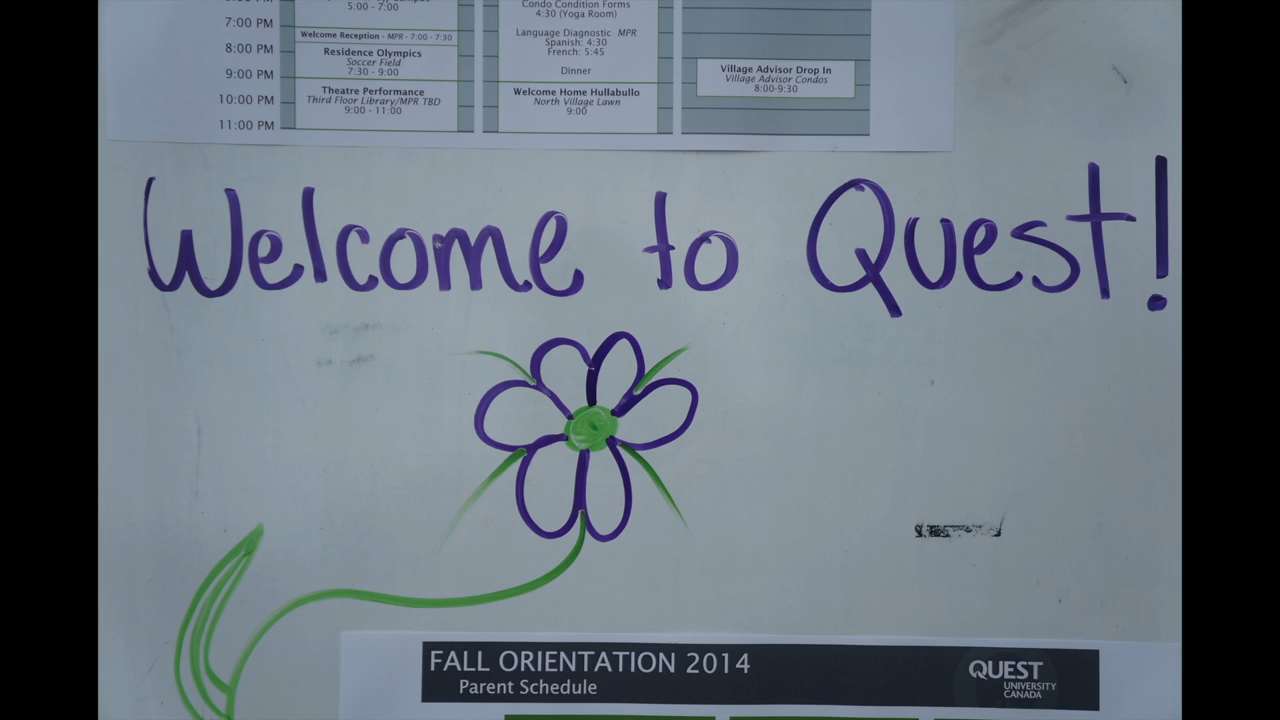 5:00 - 7:00
7:00 PM
Welcome Reception - MPR - 7:00 - 7:30
8:00 PM
Residence Olympics
Soccer Field
7:30 - 9:00
9:00 PM
Theatre Performance
Third Floor Library/MPR TBD
9:00 - 11:00
10:00 PM
11:00 PM
Condo Condition Forms
4:30 (Yoga Room)
Language Diagnostic MPR
Spanish: 4:30
French: 5:45
Dinner
Welcome Home Hullabullo
North Village Lawn
9:00
Village Advisor Drop In
Village Advisor Condos
8:00-9:30
Welcome to Quest!
FALL ORIENTATION 2014
Parent Schedule
QUEST
UNIVERSITY
CANADA